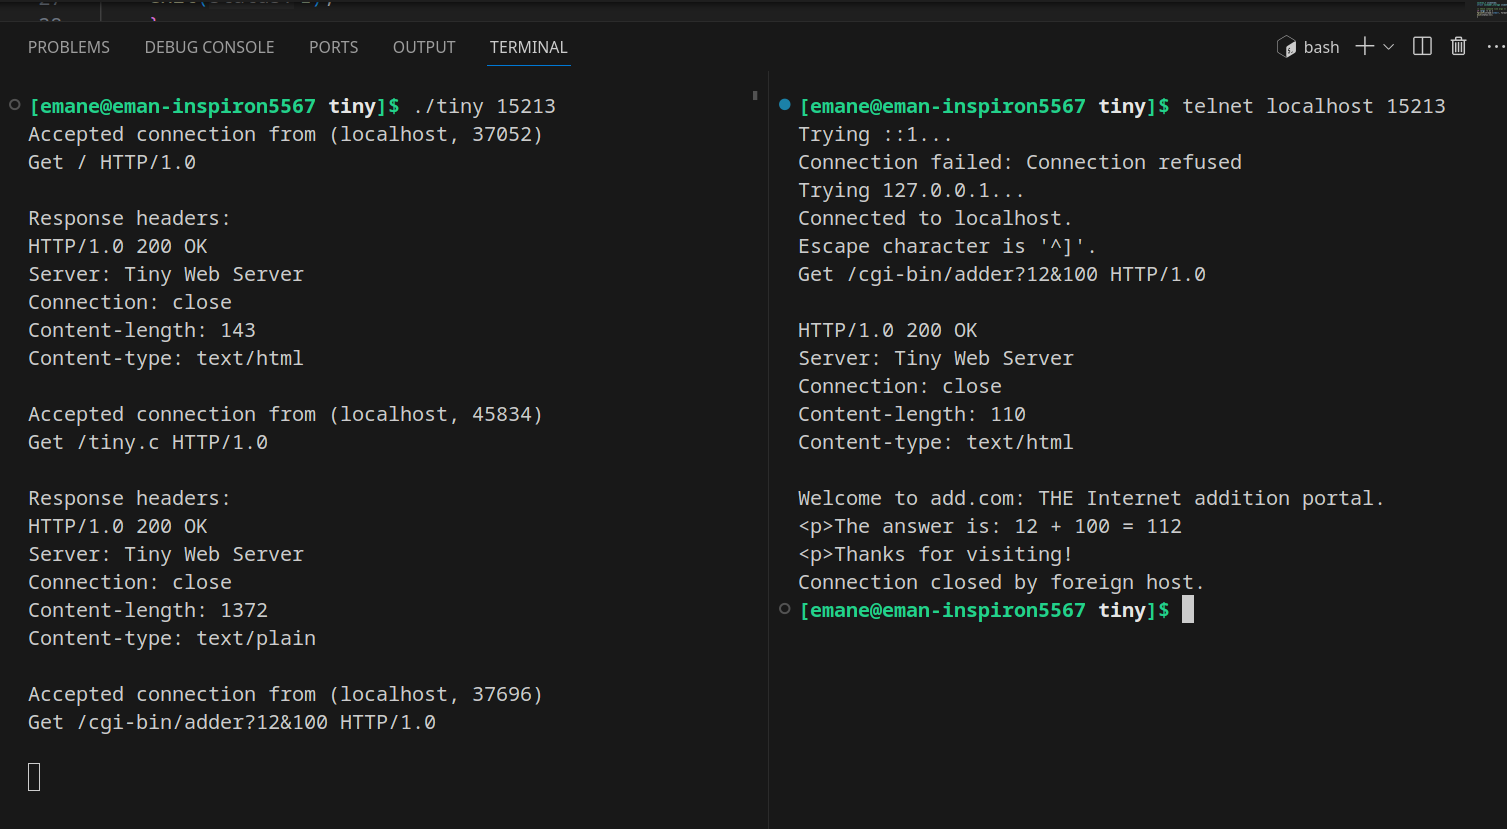 PROBLEMS DEBUG CONSOLE PORTS OUTPUT TERMINAL bash
[emane@eman-inspiron5567 tiny]$ ./tiny 15213
Accepted connection from (localhost, 37052)
Get / HTTP/1.0
Response headers:
HTTP/1.0 200 OK
Server: Tiny Web Server
Connection: close
Content-length: 143
Content-type: text/html
Accepted connection from (localhost, 45834)
Get /tiny.c HTTP/1.0
Response headers:
HTTP/1.0 200 OK
Server: Tiny Web Server
Connection: close
Content-length: 1372
Content-type: text/plain
Accepted connection from (localhost, 37696)
Get /cgi-bin/adder?12&100 HTTP/1.0
[emane@eman-inspiron5567 tiny]$ telnet localhost 15213
Trying ::1...
Connection failed: Connection refused
Trying 127.0.0.1...
Connected to localhost.
Escape character is '^]'.
Get /cgi-bin/adder?12&100 HTTP/1.0
HTTP/1.0 200 OK
Server: Tiny Web Server
Connection: close
Content-length: 110
Content-type: text/html
Welcome to add.com: THE Internet addition portal.
<p>The answer is: 12 + 100 = 112
<p>Thanks for visiting!
Connection closed by foreign host.
[emane@eman-inspiron5567 tiny]$